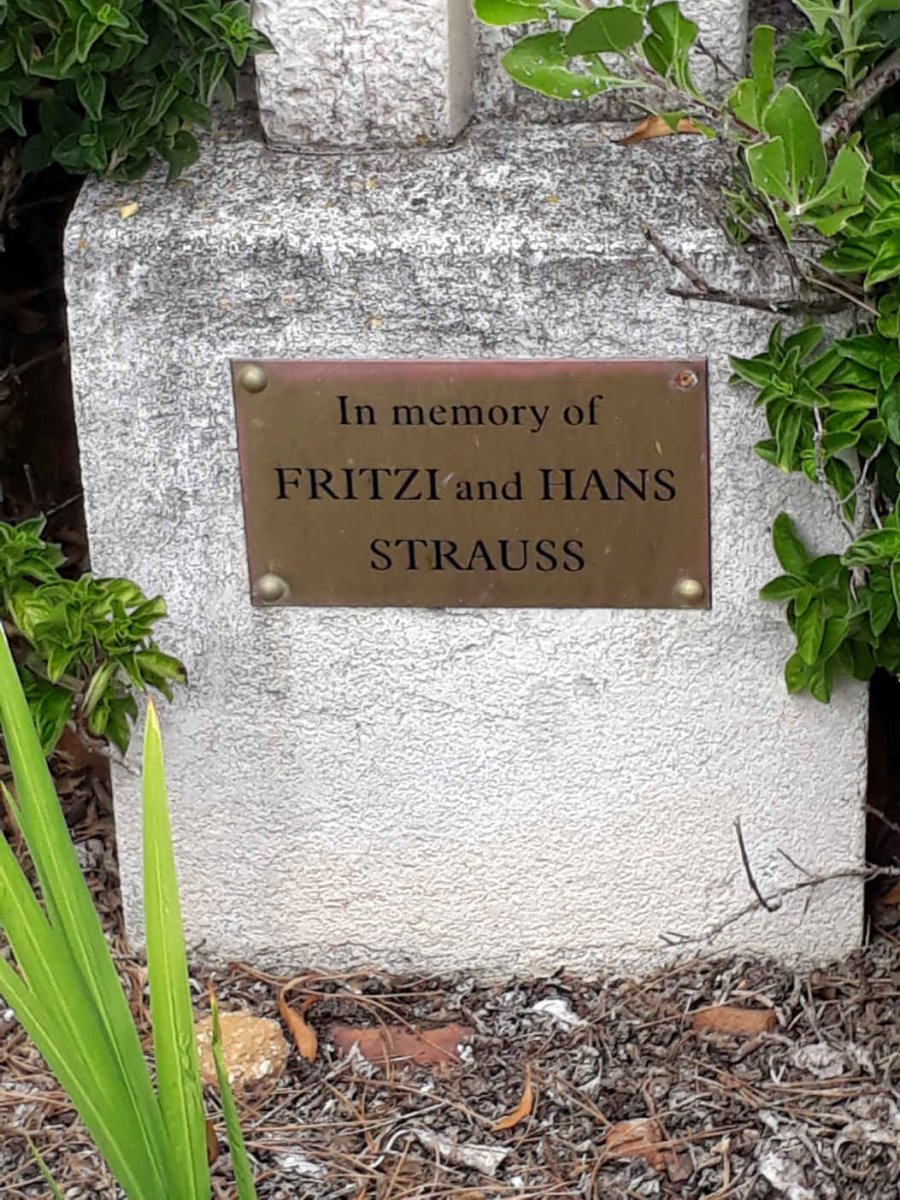 In memory of
FRITZI and HANS
STRAUSS